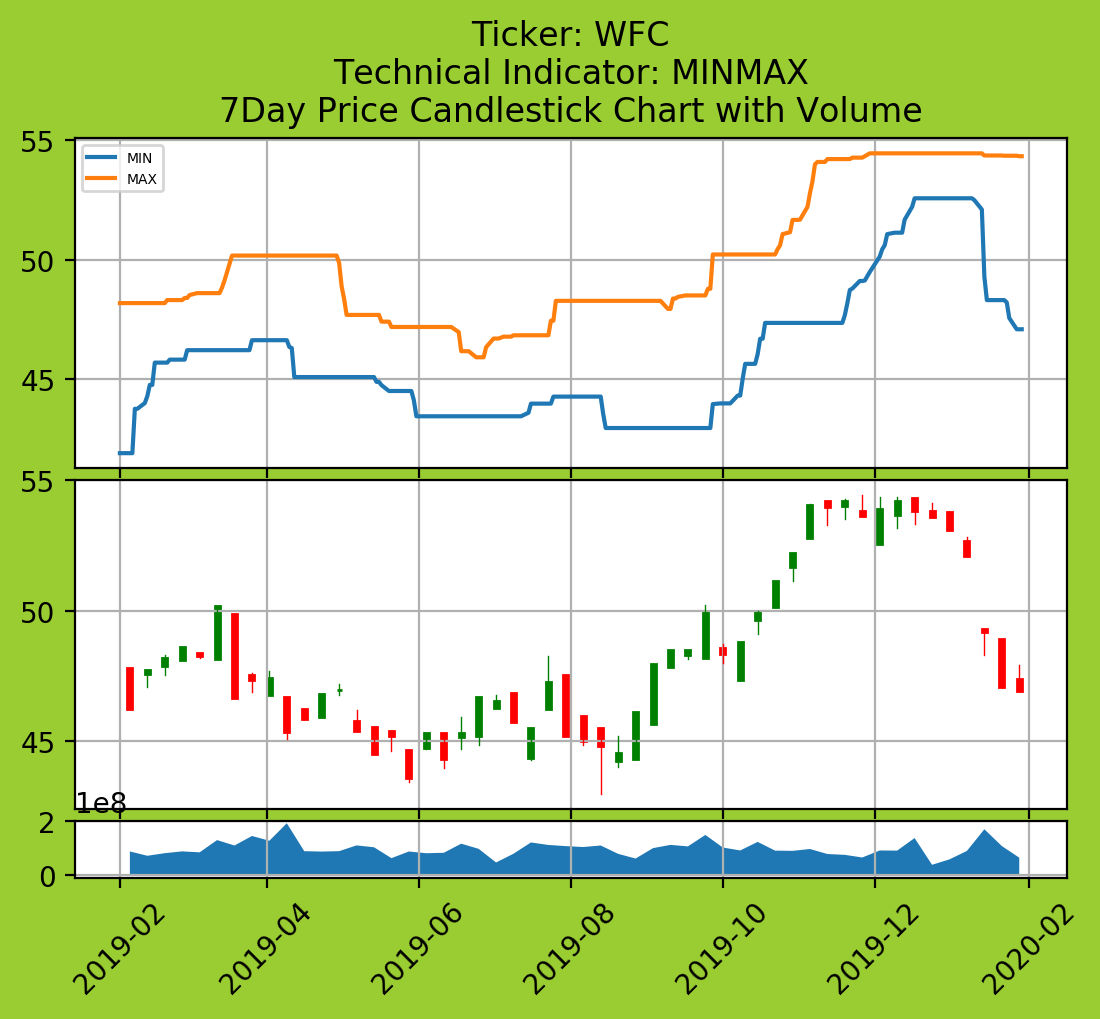 Ticker: WFC
Technical Indicator: MINMAX
7Day Price Candlestick Chart with Volume
55
50
45
MIN
MAX
55
50
45
1e8
2
0
2019-02
2019-04
2019-06
2019-08
2019-10
2019-12
2020-02